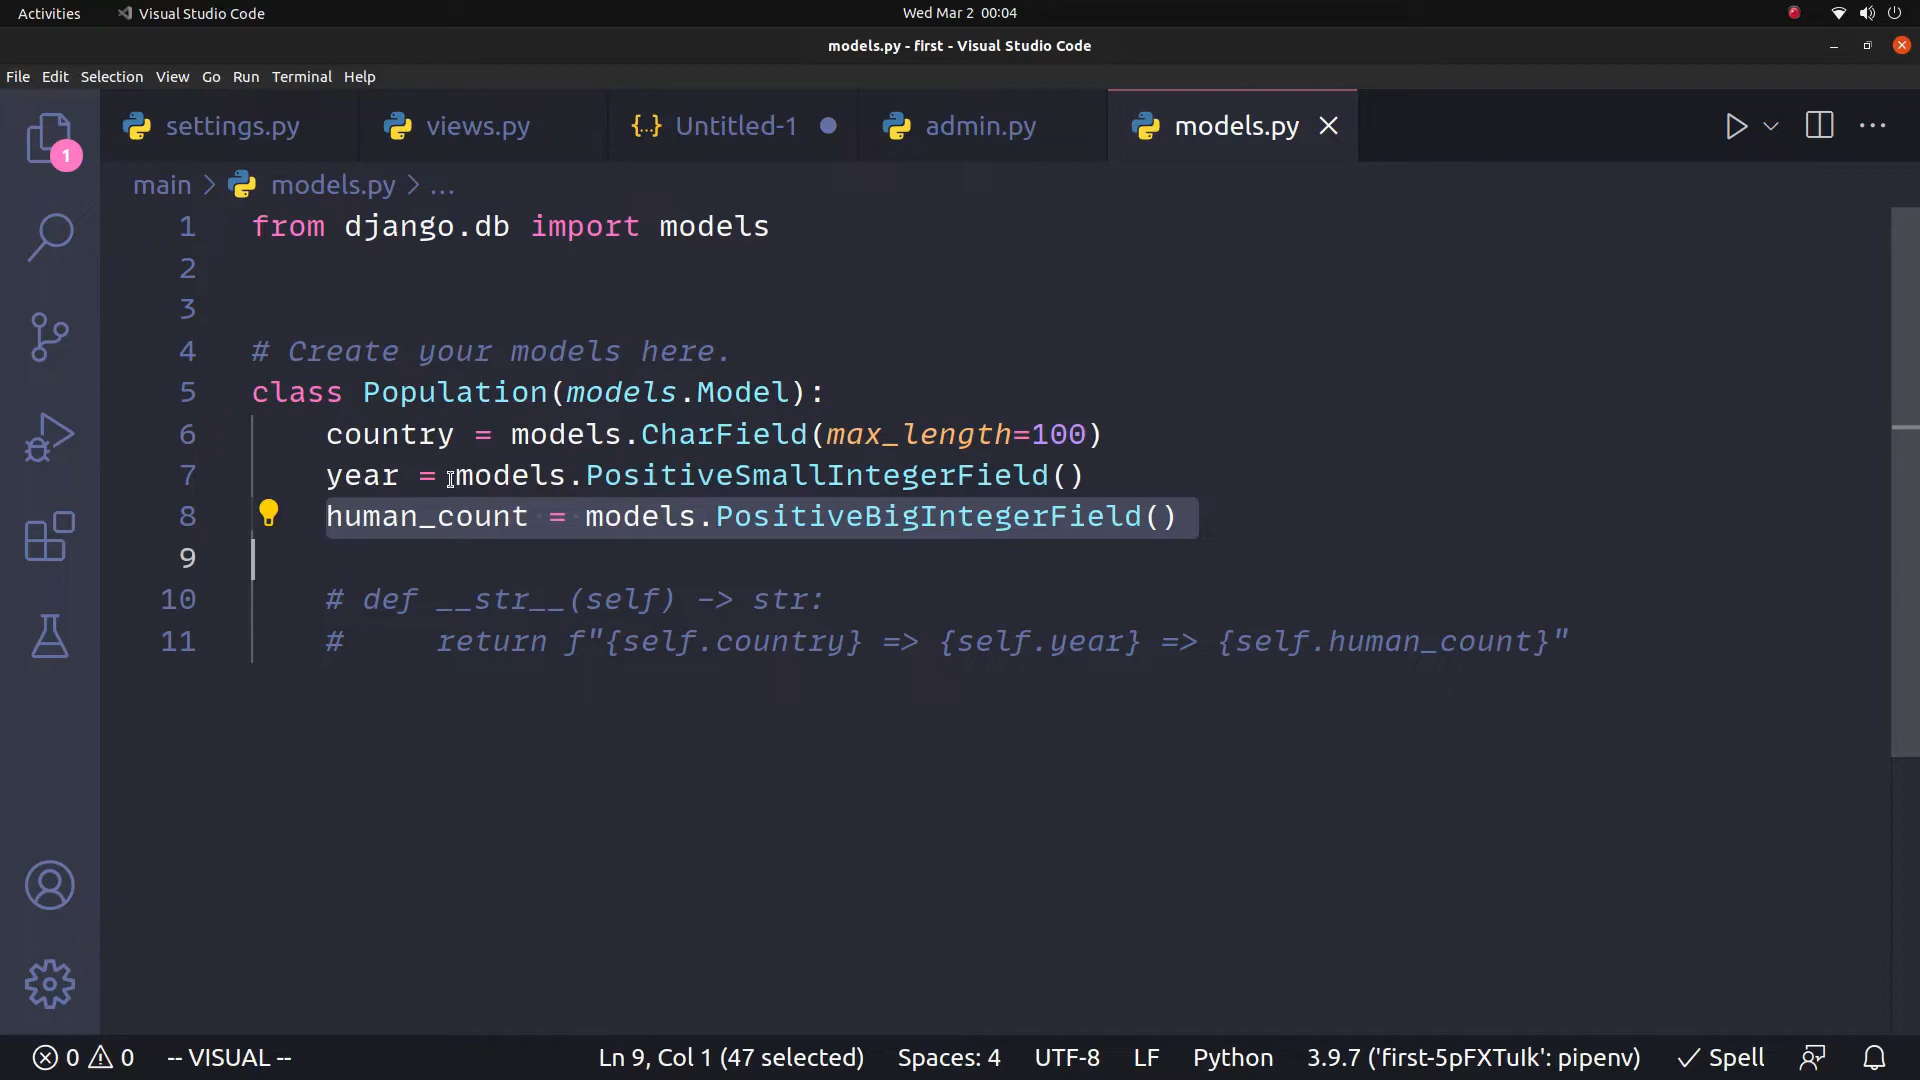 Activities Visual Studio Code Wed Mar 2 00:04
models.py - first - Visual Studio Code
File Edit Selection View Go Run Terminal Help
settings.py views.py {..} Untitled-1 admin.py models.py
1
main > models.py > ...
1 from django.db import models
2
3
4 # Create your models here.
5 class Population(models.Model):
6 country = models.CharField(max_length=100)
7 year = models.PositiveSmallIntegerField()
8 human_count = models.PositiveBigIntegerField()
9
10 # def __str__(self) -> str:
11 # return f"{self.country} => {self.year} => {self.human_count}"
0 0 -- VISUAL -- Ln 9, Col 1 (47 selected) Spaces: 4 UTF-8 LF Python 3.9.7 ('first-5pFXTuIk': pipenv) Spell